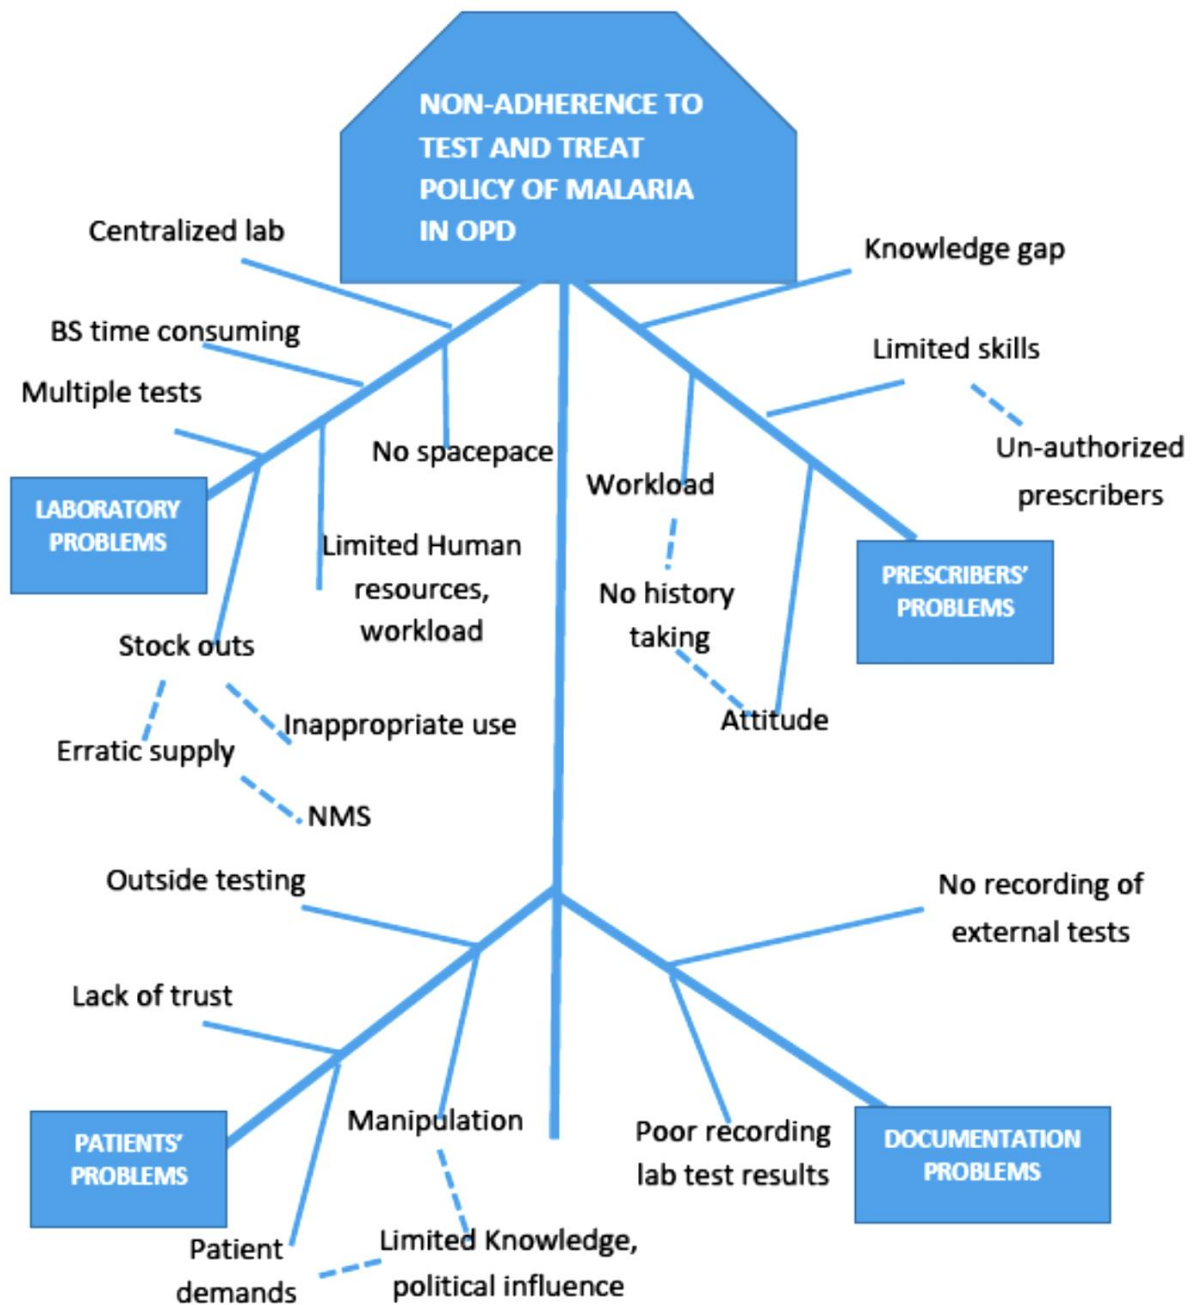 NON-ADHERENCE TO
TEST AND TREAT
POLICY OF MALARIA
IN OPD
Centralized lab
Knowledge gap
BS time consuming
Limited skills
Multiple tests
Un-authorized
prescribers
No spacepace
Workload
LABORATORY
PROBLEMS
Limited Human
resources,
workload
No history
taking
PRESCRIBERS’
PROBLEMS
Stock outs
Attitude
Inappropriate use
Erratic supply
NMS
Outside testing
No recording of
external tests
Lack of trust
Manipulation
Poor recording
lab test results
PATIENTS’
PROBLEMS
DOCUMENTATION
PROBLEMS
Patient
demands
Limited Knowledge,
political influence